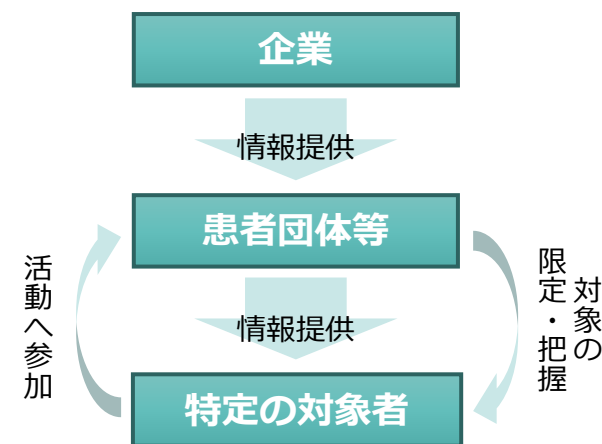 企業
情報提供
患者団体等
活動へ参加
対象の
限定・把握
情報提供
特定の対象者